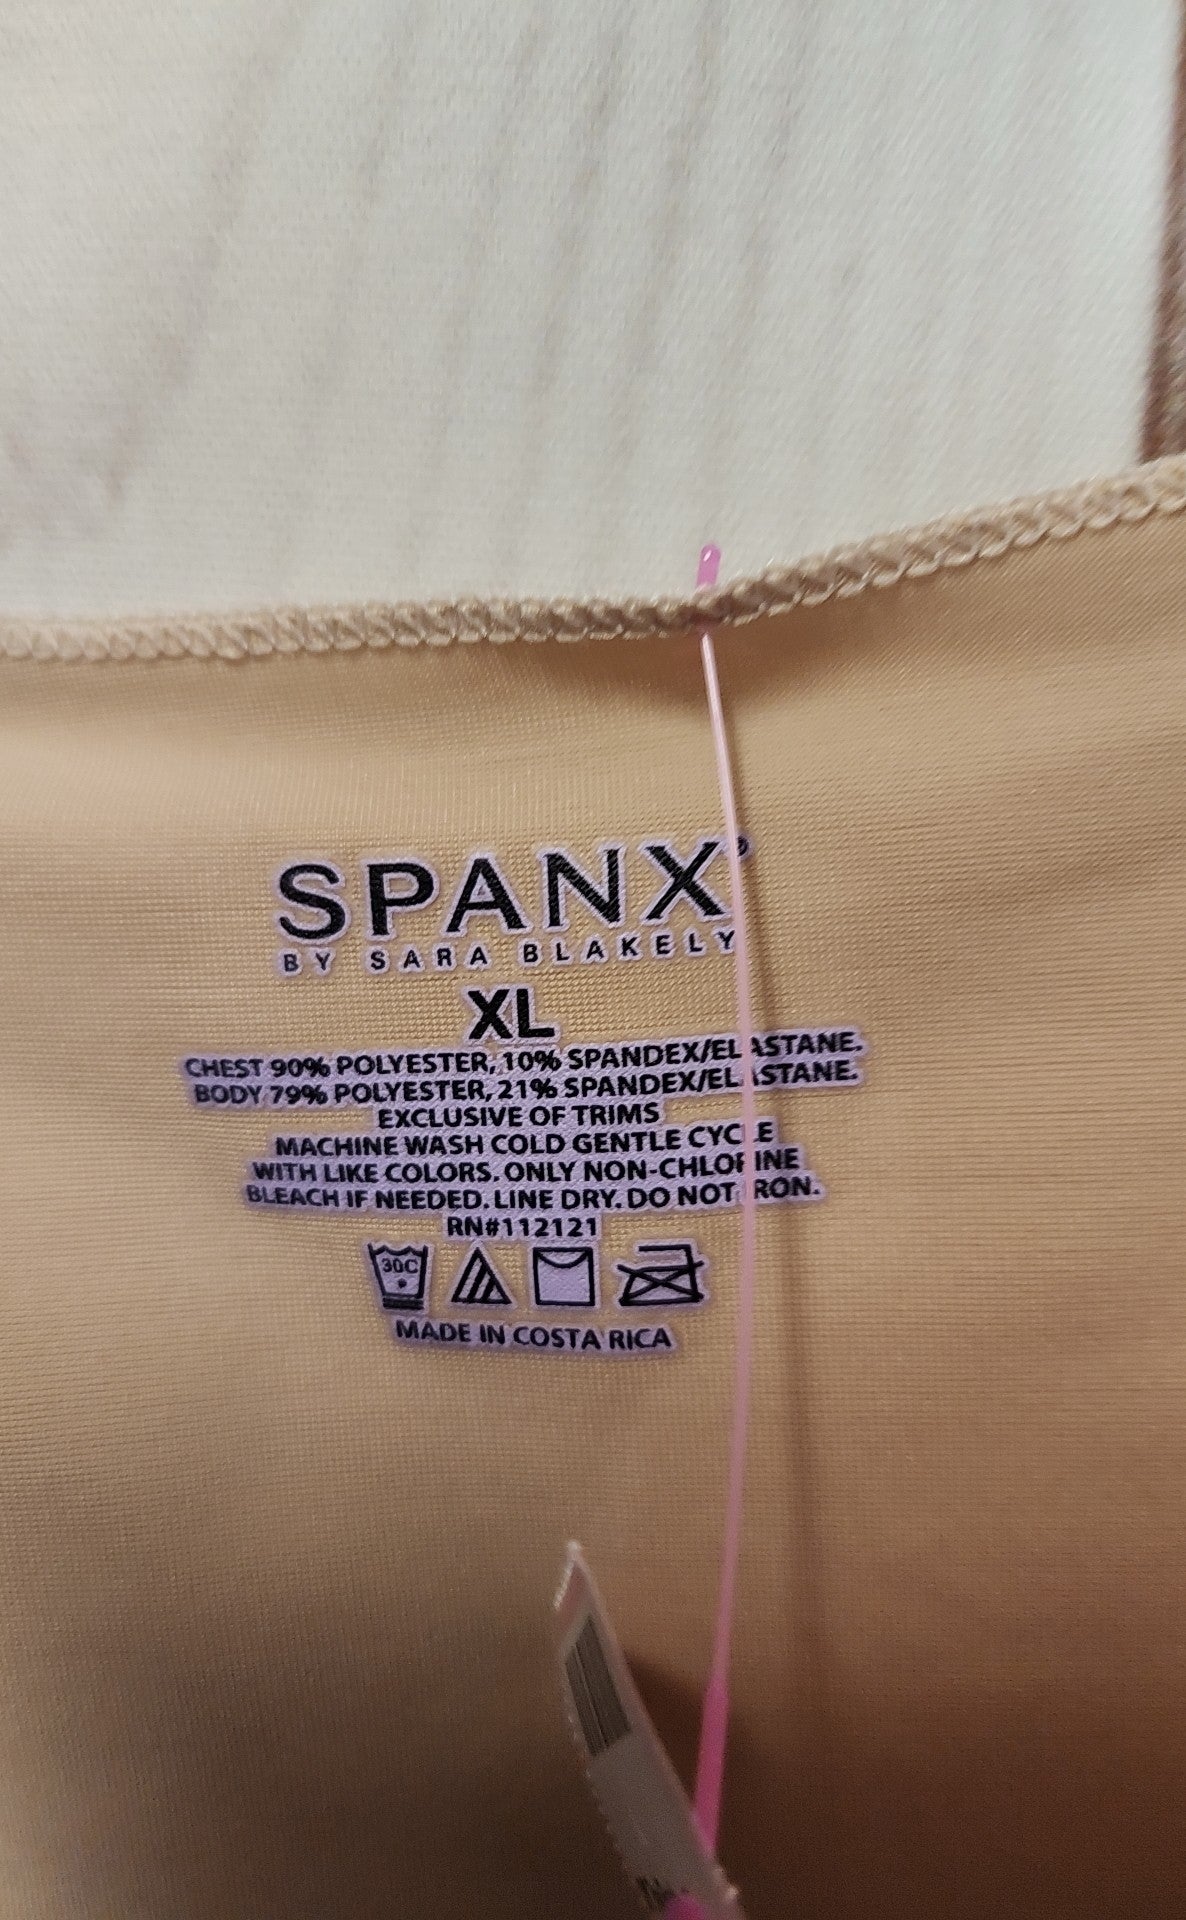 SPANX®
BY SARA BLAKELY
XL
CHEST 90% POLYESTER, 10% SPANDEX/ELASTANE.
BODY 79% POLYESTER, 21% SPANDEX/ELASTANE.
EXCLUSIVE OF TRIMS
MACHINE WASH COLD GENTLE CYCLE
WITH LIKE COLORS. ONLY NON-CHLORINE
BLEACH IF NEEDED. LINE DRY. DO NOT IRON.
RN#112121
30C
MADE IN COSTA RICA